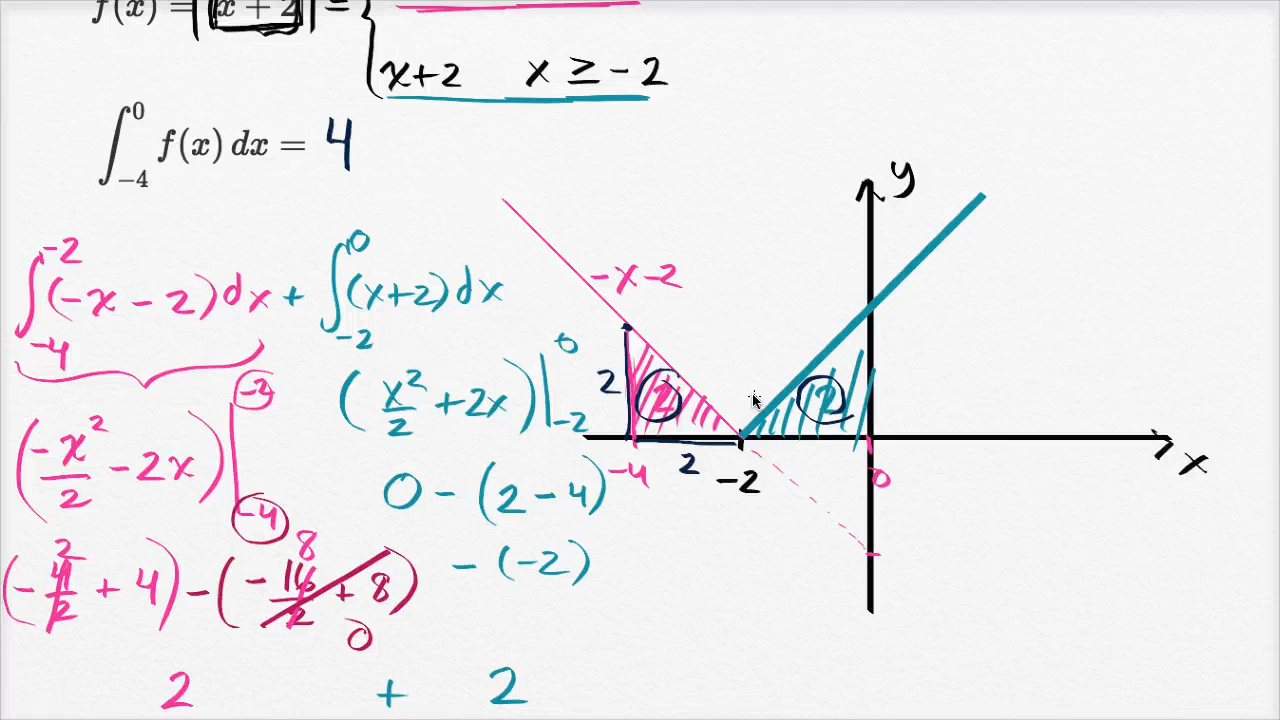 f(x) = |x + 2| = {
x+2 x ≥ -2
∫_{-4}^{0} f(x) dx = 4
y
∫_{-4}^{-2} (-x - 2) dx + ∫_{-2}^{0} (x+2) dx
-x-2
(-x²/2 - 2x) |_{-4}^{-2}
(x²/2 + 2x) |_{-2}^{0}
2 2 2
2 -4 -2 0 x
0 - (2 - 4)
(-4/2 + 4) - (-16/2 + 8)
2 8 0
- (-2)
2 + 2